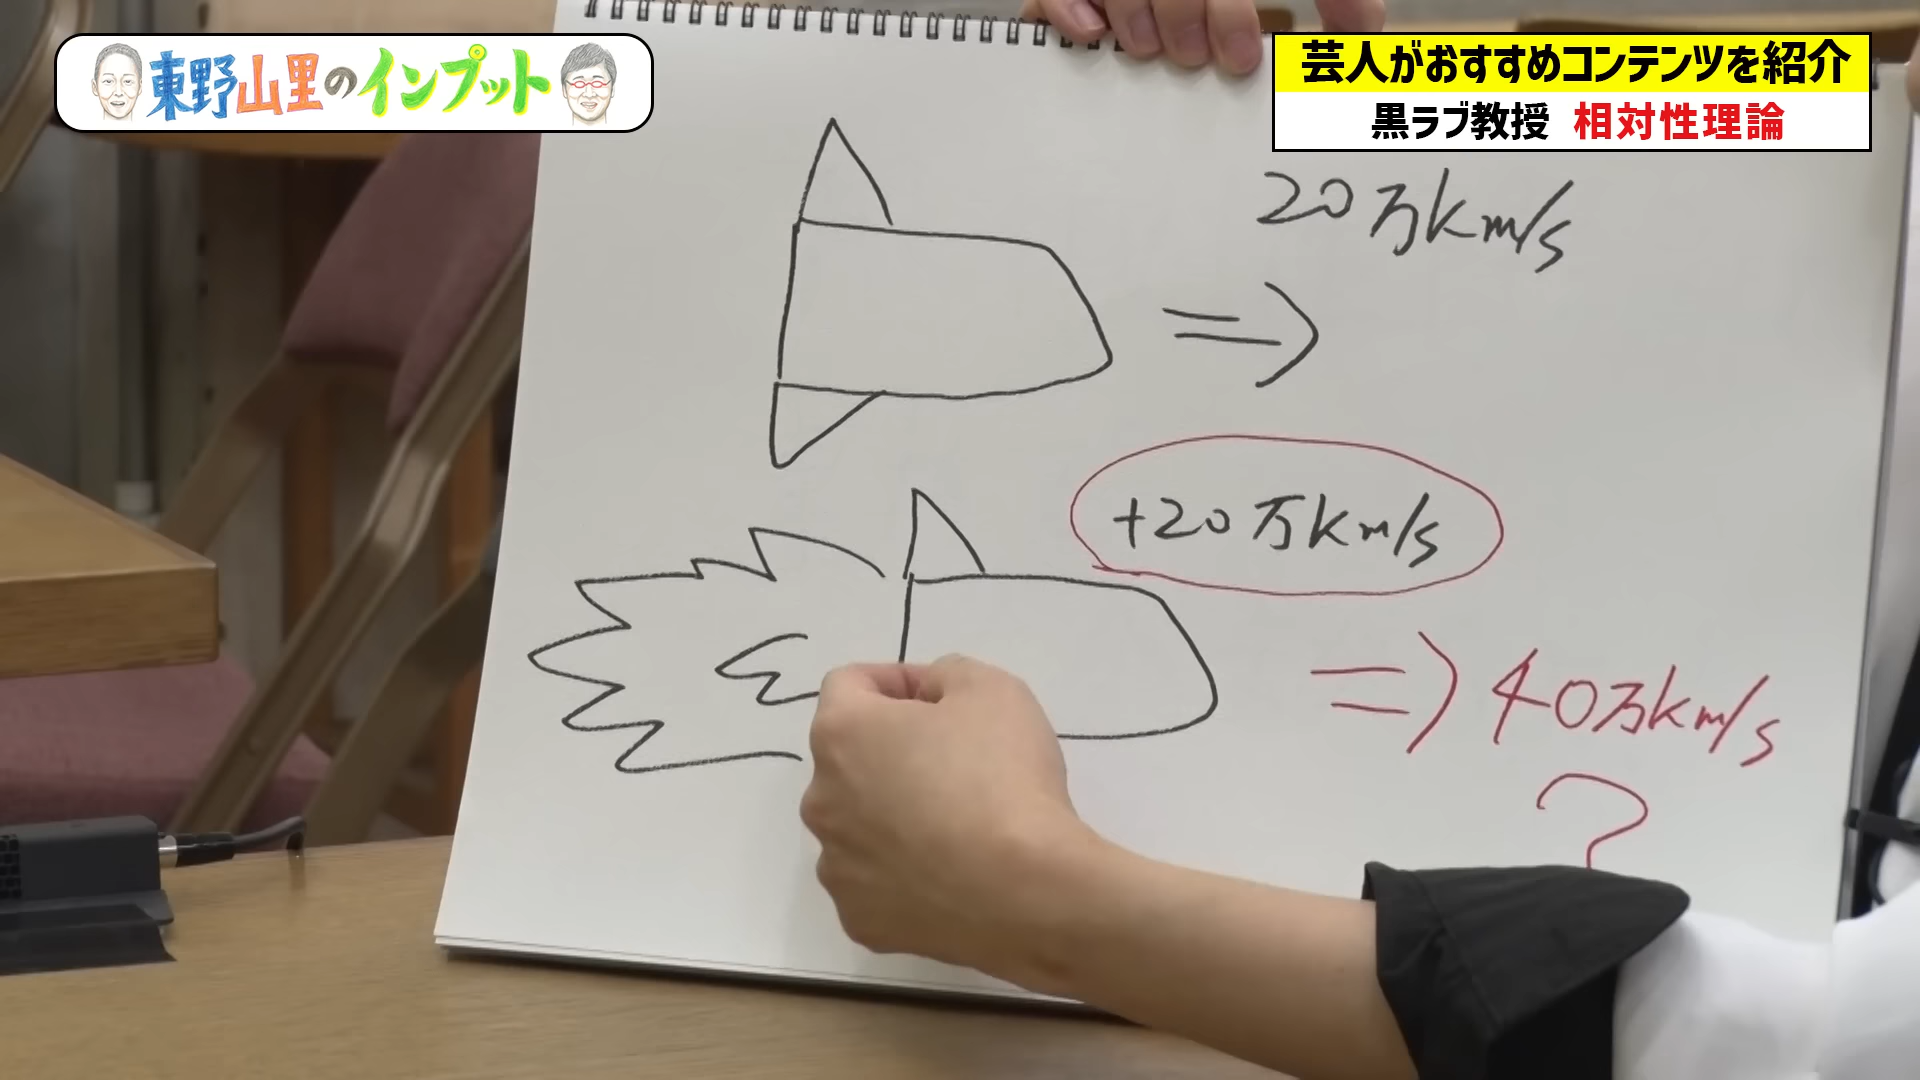 東野山里のインプット
芸人がおすすめコンテンツを紹介
黒ラブ教授 相対性理論
20万km/s
+20万km/s
40万km/s
?